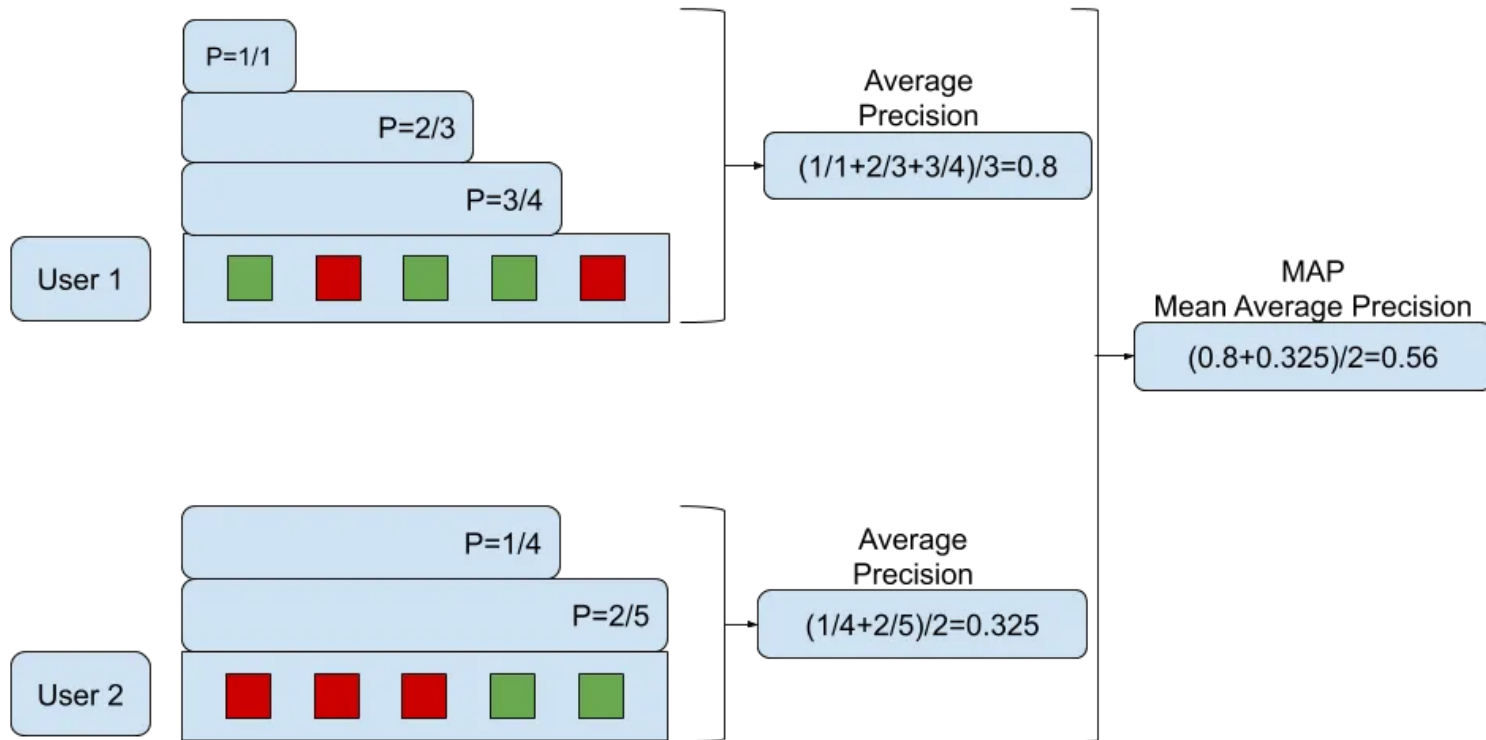 P=1/1
P=2/3
P=3/4
User 1
Average
Precision
(1/1+2/3+3/4)/3=0.8
MAP
Mean Average Precision
(0.8+0.325)/2=0.56
P=1/4
P=2/5
User 2
Average
Precision
(1/4+2/5)/2=0.325